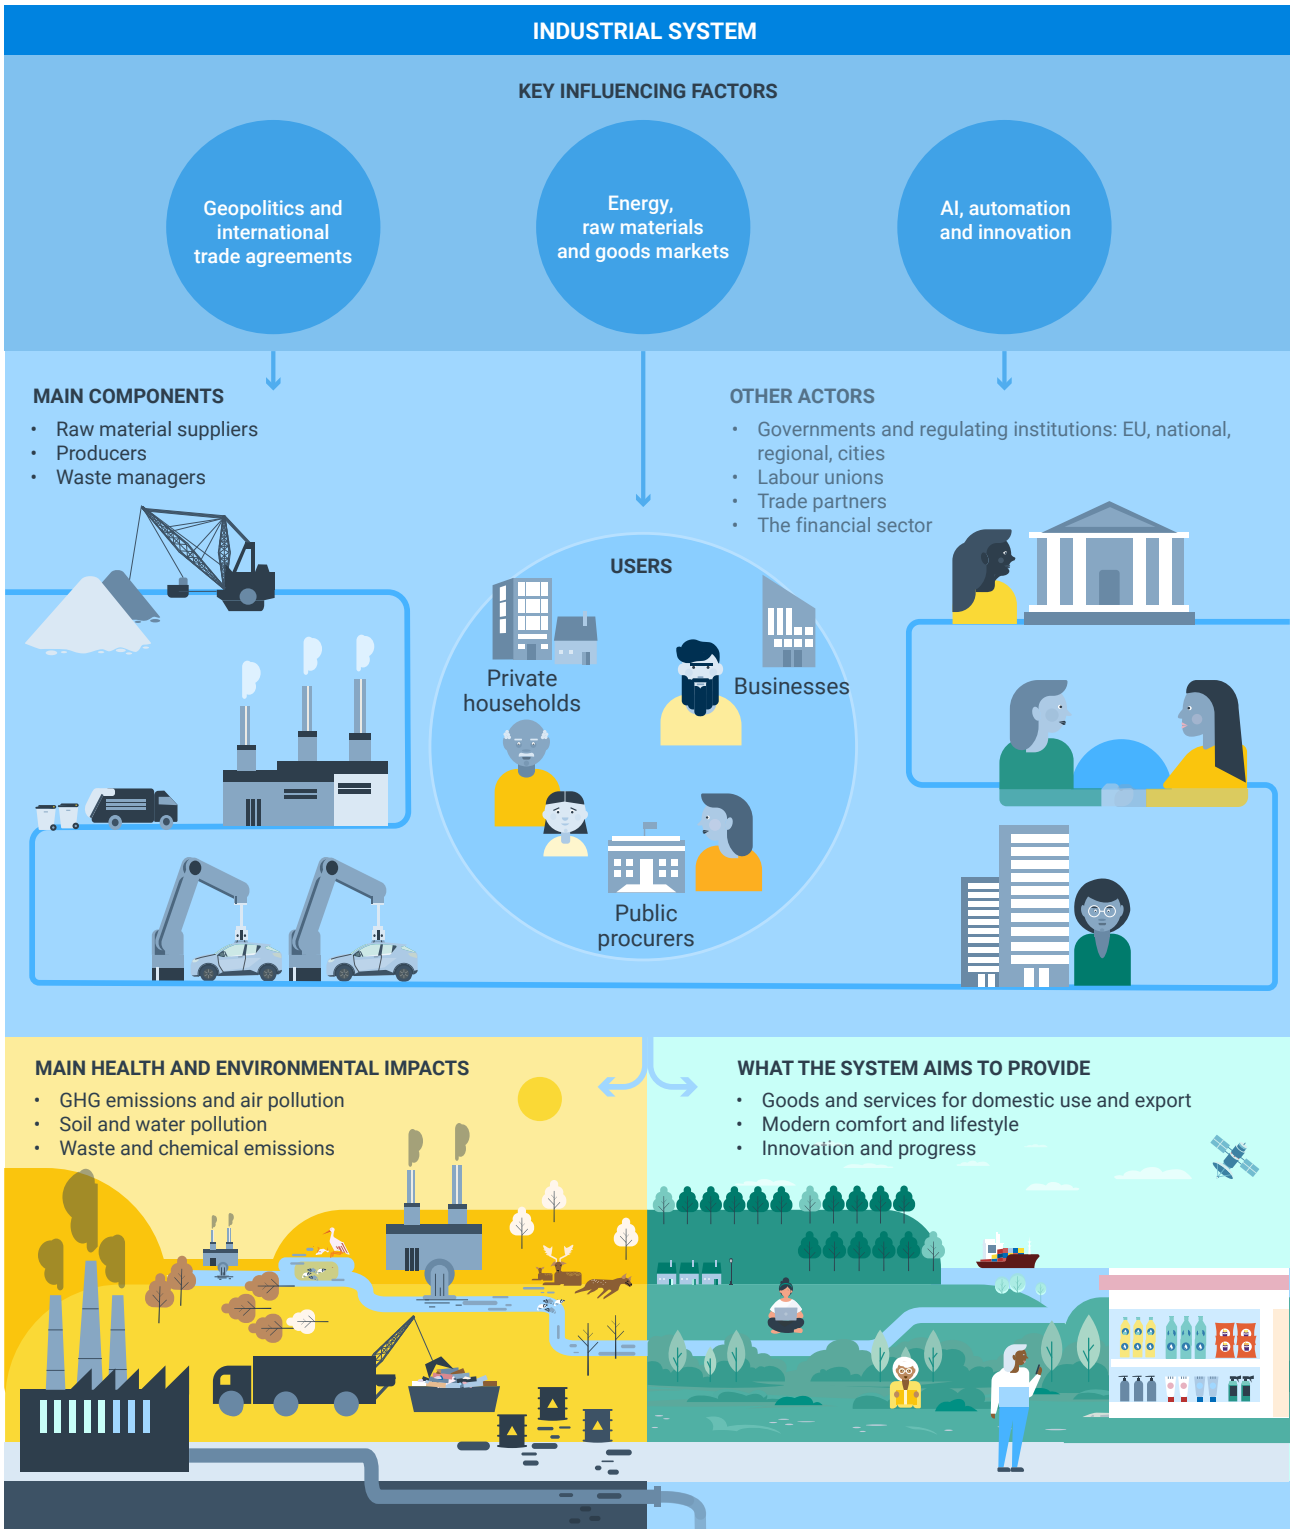 INDUSTRIAL SYSTEM
KEY INFLUENCING FACTORS
Geopolitics and
international
trade agreements
Energy,
raw materials
and goods markets
AI, automation
and innovation
MAIN COMPONENTS
• Raw material suppliers
• Producers
• Waste managers
OTHER ACTORS
• Governments and regulating institutions: EU, national,
regional, cities
• Labour unions
• Trade partners
• The financial sector
USERS
Private
households
Businesses
Public
procurers
MAIN HEALTH AND ENVIRONMENTAL IMPACTS
• GHG emissions and air pollution
• Soil and water pollution
• Waste and chemical emissions
WHAT THE SYSTEM AIMS TO PROVIDE
• Goods and services for domestic use and export
• Modern comfort and lifestyle
• Innovation and progress